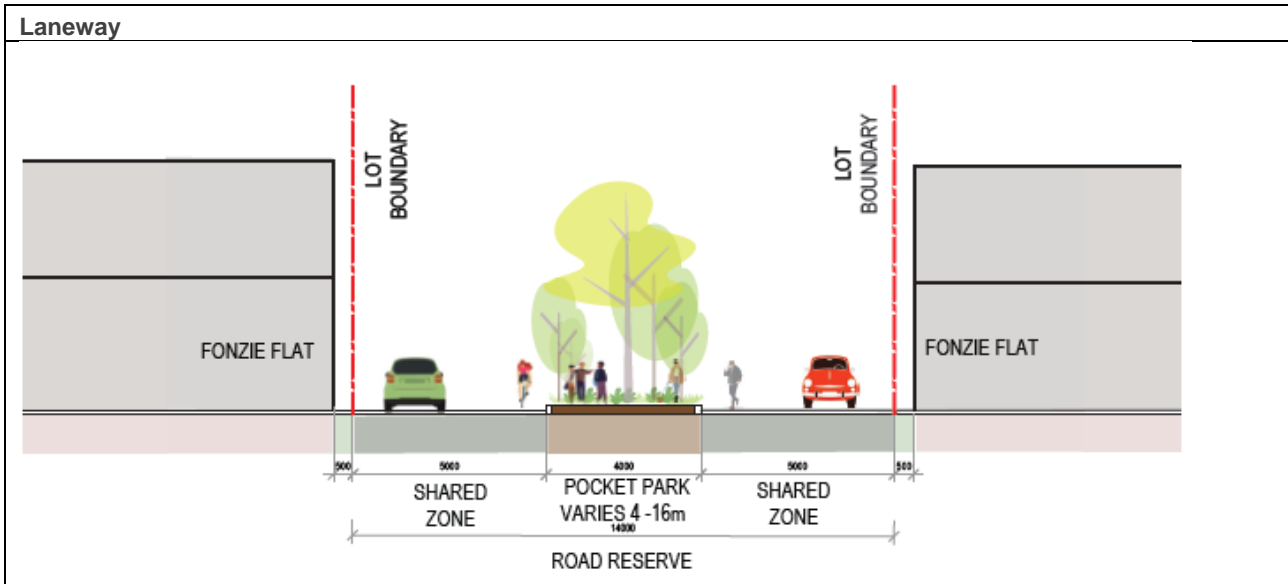 Laneway
LOT
BOUNDARY
LOT
BOUNDARY
FONZIE FLAT
FONZIE FLAT
500
5000
4000
5000
500
SHARED
ZONE
POCKET PARK
VARIES 4 -16m
SHARED
ZONE
14000
ROAD RESERVE